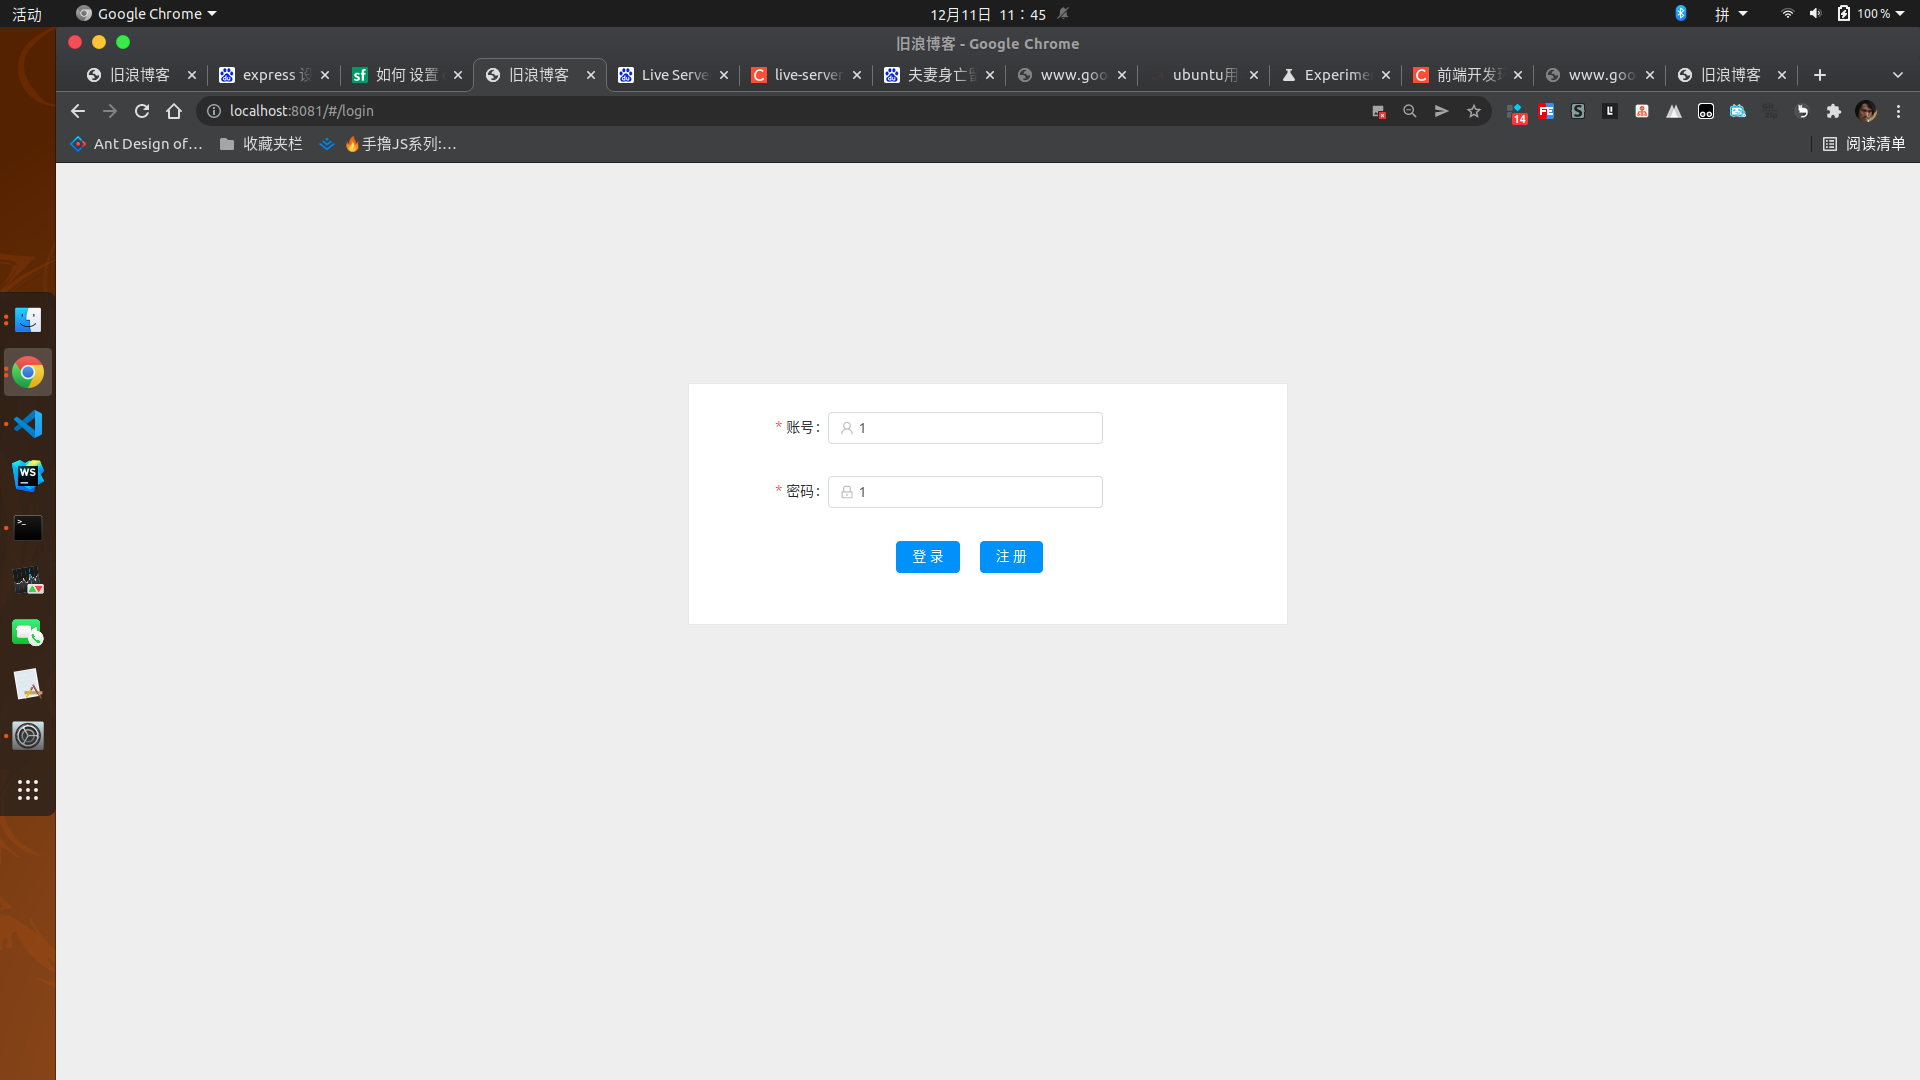 活动
Google Chrome
12月11日 11：45
拼
100 %
旧浪博客 - Google Chrome
旧浪博客
express 设
如何 设置
旧浪博客
Live Serve
live-server
夫妻身亡留
www.goo
ubuntu用
Experime
前端开发环
www.goo
旧浪博客
localhost:8081/#/login
14
FE
Ant Design of…
收藏夹栏
🔥手撸JS系列:…
阅读清单
* 账号:
1
* 密码:
1
登 录
注 册
WS